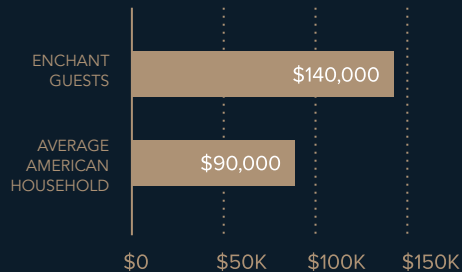 ENCHANT
GUESTS
$140,000
AVERAGE
AMERICAN
HOUSEHOLD
$90,000
$0 $50K $100K $150K